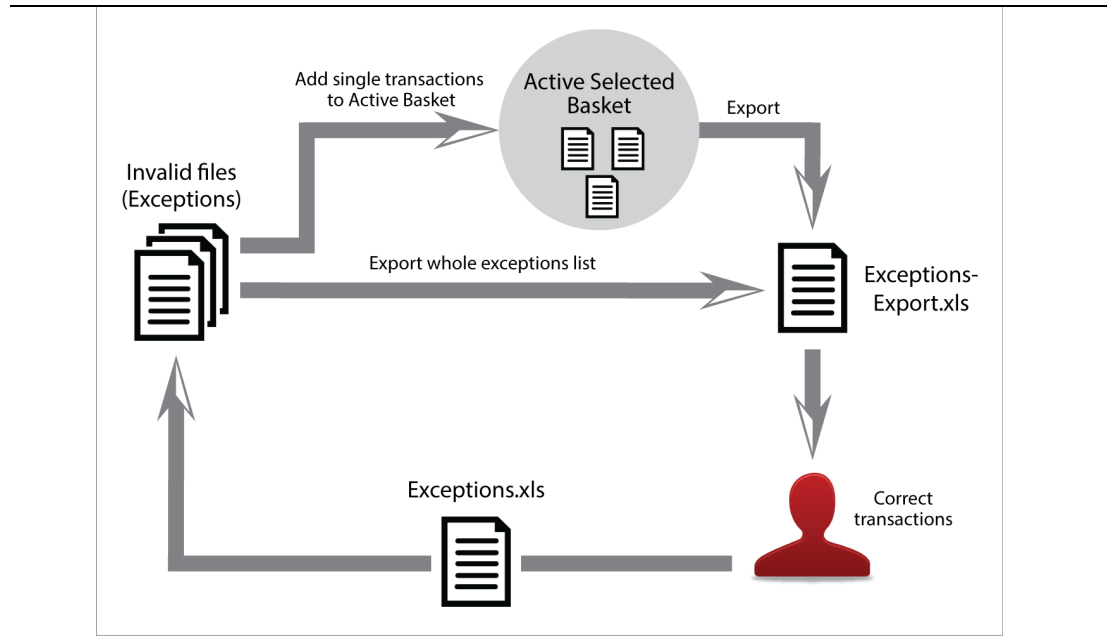 Add single transactions
to Active Basket
Active Selected
Basket
Export
Invalid files
(Exceptions)
Export whole exceptions list
Exceptions-
Export.xls
Exceptions.xls
Correct
transactions